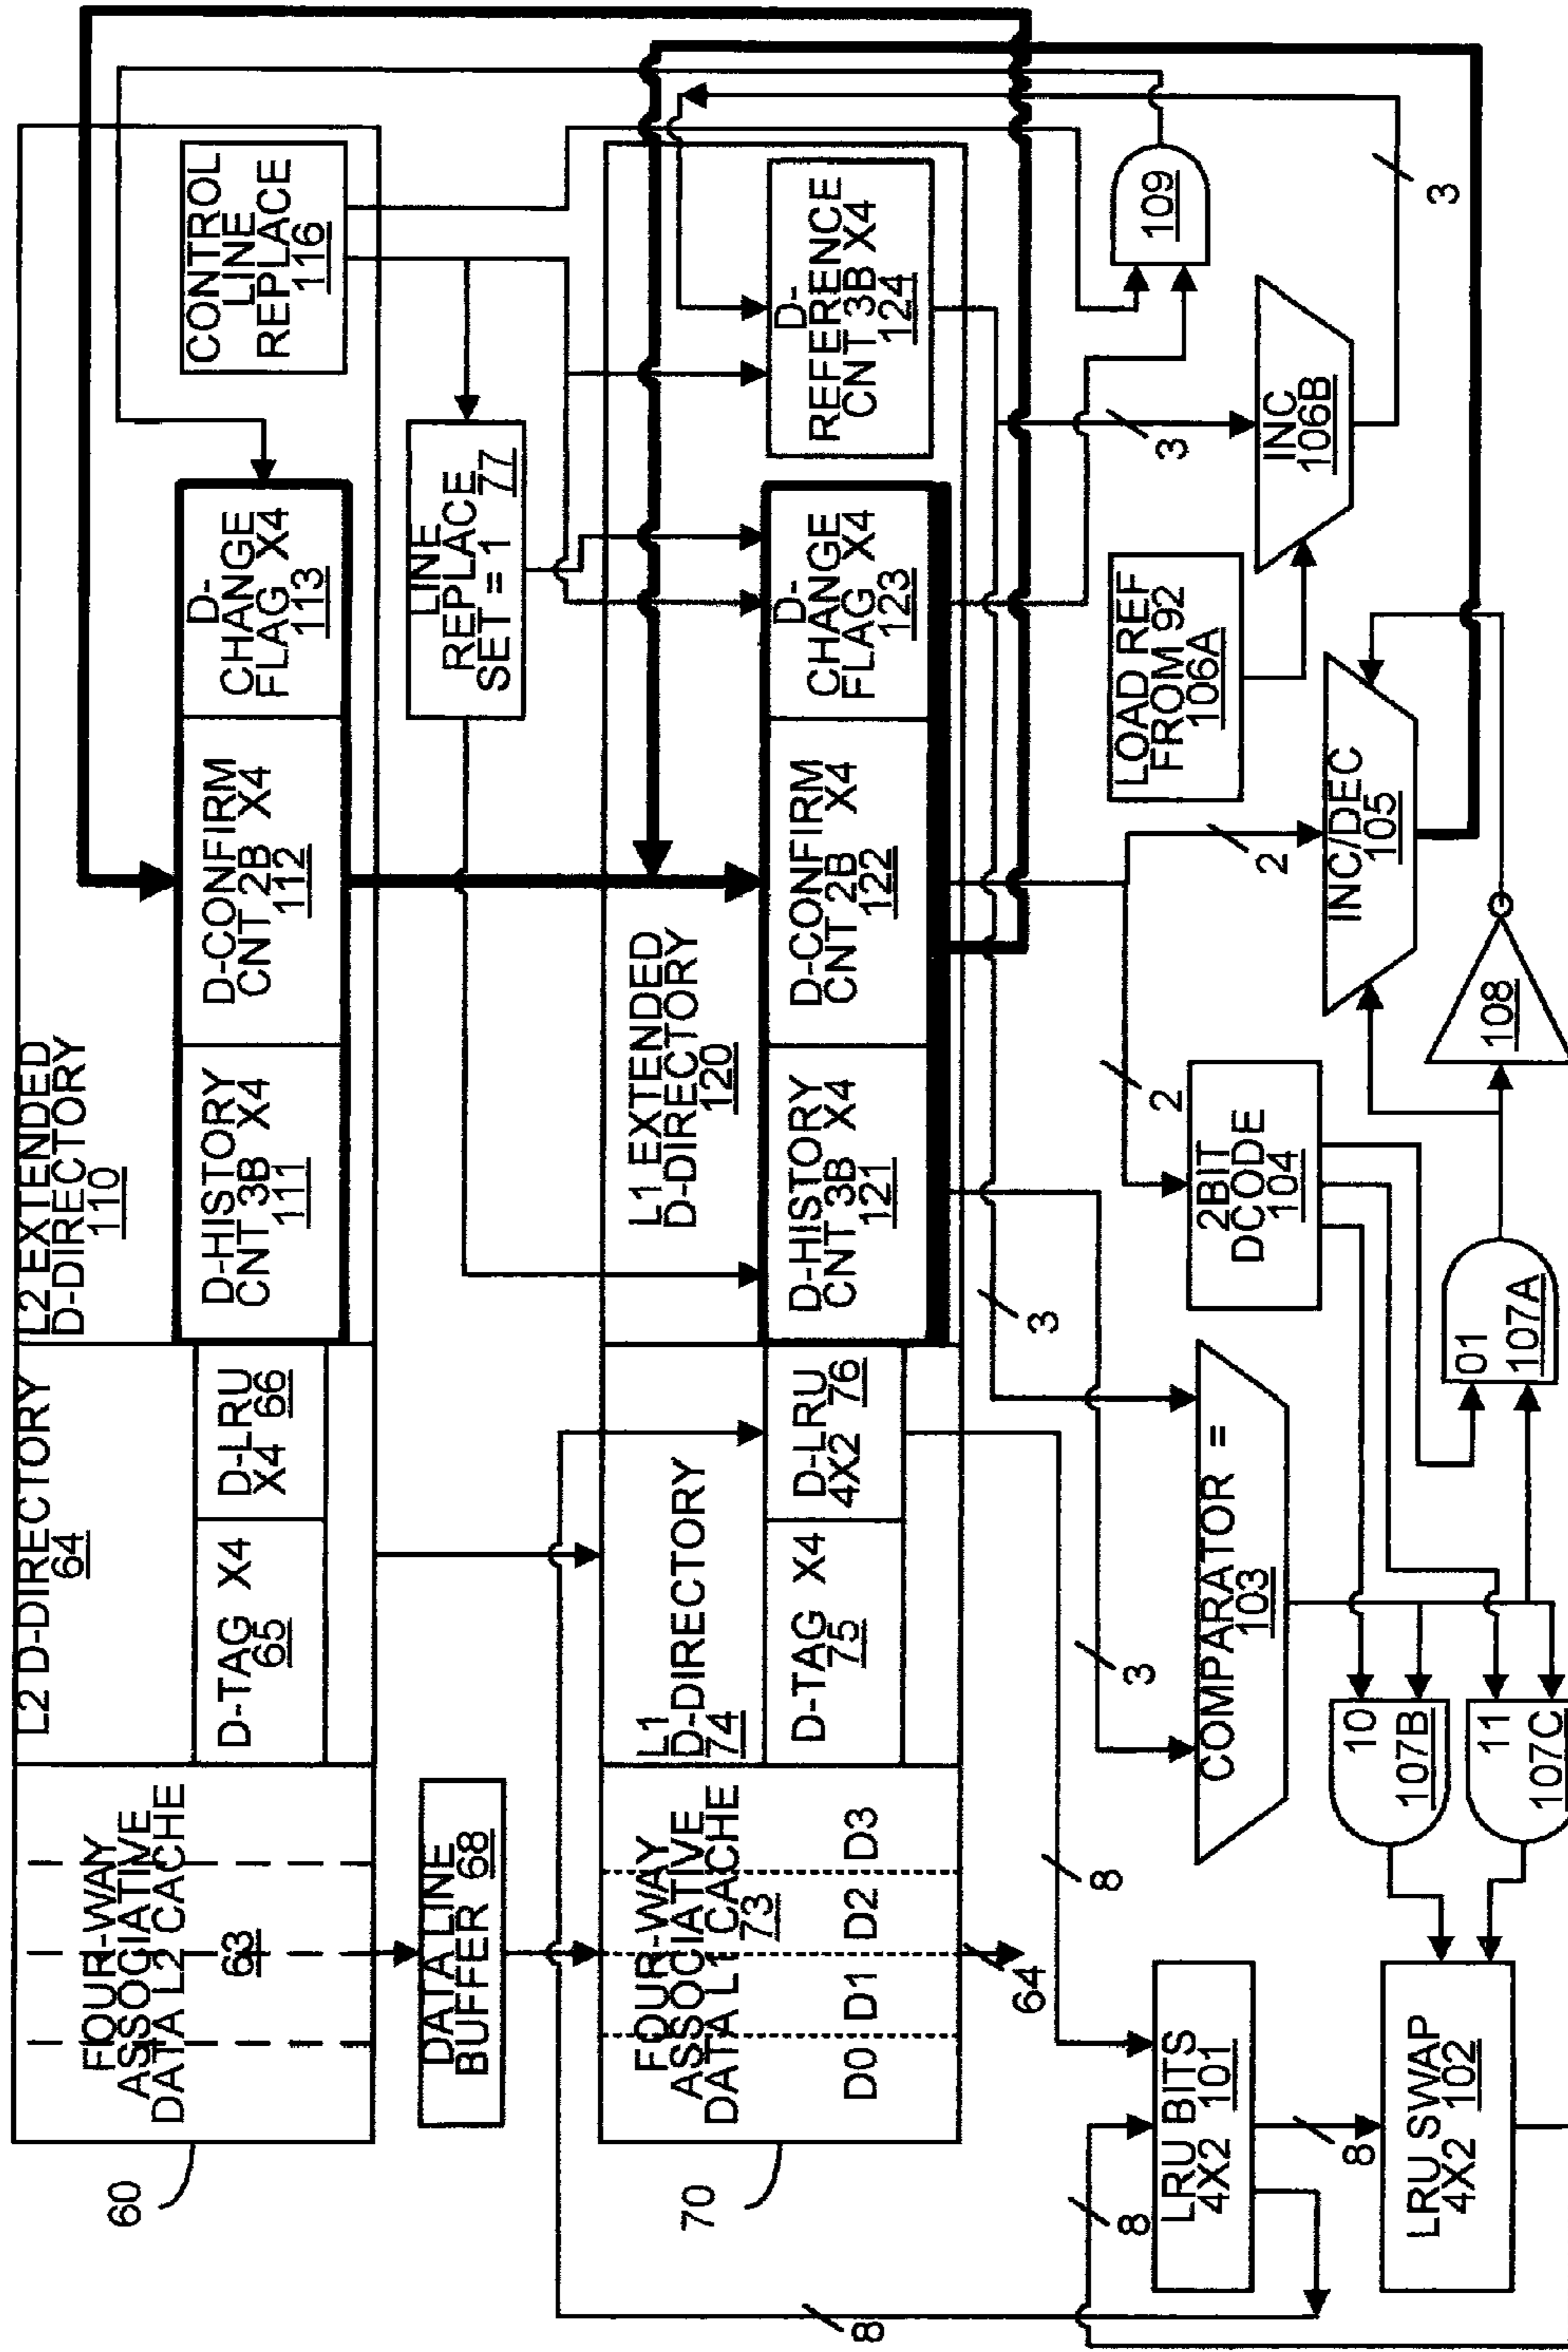 60
FOUR-WAY
ASSOCIATIVE
DATA L2 CACHE
63
L2 D-DIRECTORY
64
D-TAG X4
65
D-LRU
X4 66
L2 EXTENDED
D-DIRECTORY
110
D-HISTORY
CNT 3B X4
111
D-CONFIRM
CNT 2B X4
112
D-
CHANGE
FLAG X4
113
CONTROL
LINE
REPLACE
116
DATA LINE
BUFFER 68
LINE
REPLACE
SET = 1 77
70
FOUR-WAY
ASSOCIATIVE
DATA L1 CACHE
73
D0 D1 D2 D3
L1
D-DIRECTORY
74
D-TAG X4
75
D-LRU
4X2 76
L1 EXTENDED
D-DIRECTORY
120
D-HISTORY
CNT 3B X4
121
D-CONFIRM
CNT 2B X4
122
D-
CHANGE
FLAG X4
123
D-
REFERENCE
CNT 3B X4
124
64
8
3
3
2
2
3
3
8
8
8
LRU BITS
4X2 101
LRU SWAP
4X2 102
COMPARATOR =
103
2BIT
DCODE
104
LOAD REF
FROM 92
106A
INC
106B
109
INC/DEC
105
108
01
107A
10
107B
11
107C